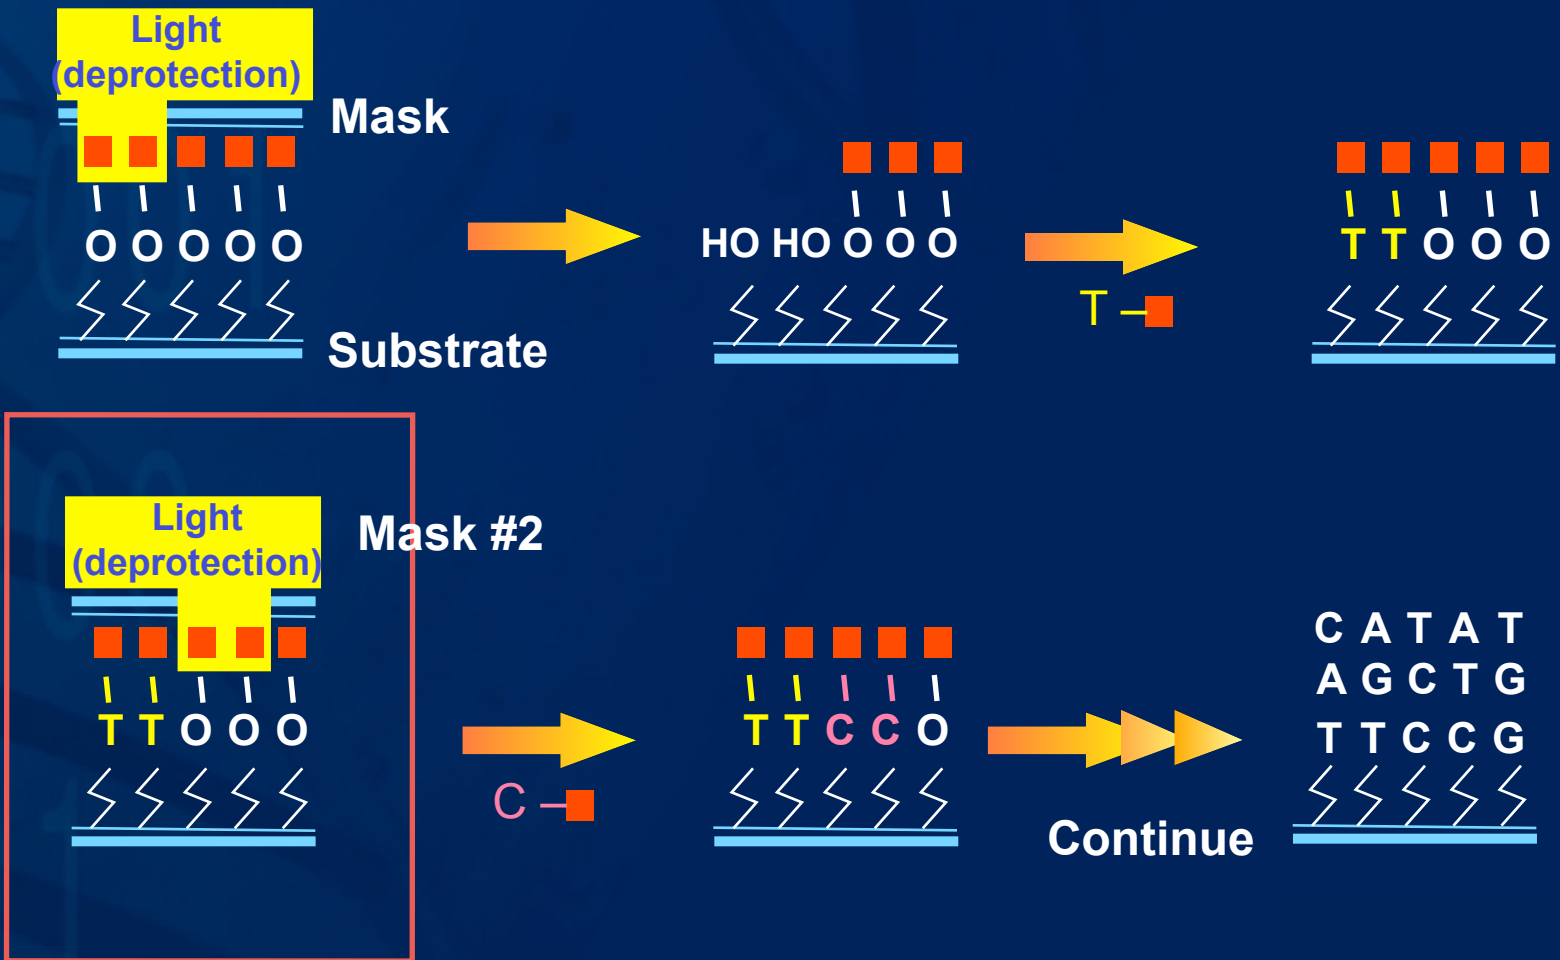 Light
(deprotection)
Mask
O O O O O
Substrate
HO HO O O O
T
T T O O O
Light
(deprotection)
Mask #2
T T O O O
C
T T C C O
Continue
C A T A T
A G C T G
T T C C G